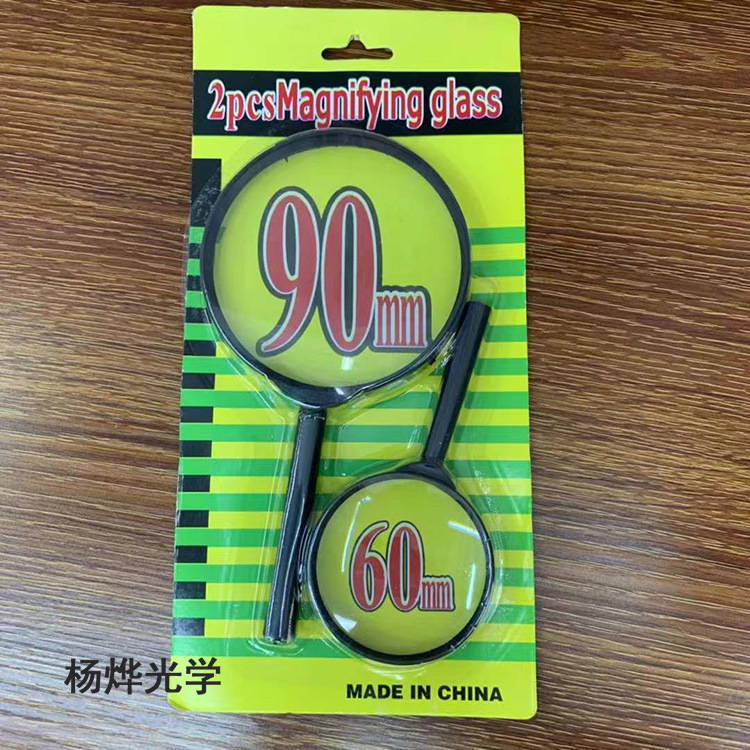 2pcsMagnifying glass
90mm
60mm
杨烨光学
MADE IN CHINA